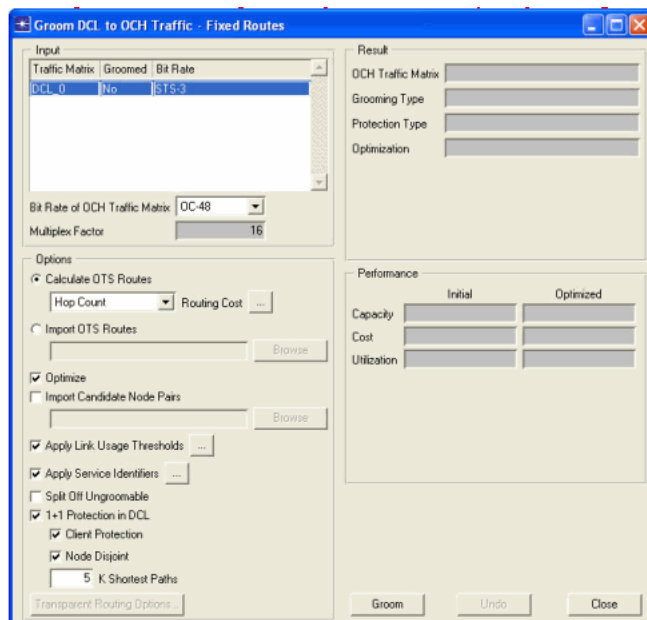 Groom DCL to OCH Traffic - Fixed Routes
Input
Traffic Matrix Groomed Bit Rate
DCL_0 No STS-3
Bit Rate of OCH Traffic Matrix OC-48
Multiplex Factor 16
Options
Calculate OTS Routes
Hop Count Routing Cost ...
Import OTS Routes
Browse
Optimize
Import Candidate Node Pairs
Browse
Apply Link Usage Thresholds ...
Apply Service Identifiers ...
Split Off Ungroomable
1+1 Protection in DCL
Client Protection
Node Disjoint
5 K Shortest Paths
Transparent Routing Options...
Result
OCH Traffic Matrix
Grooming Type
Protection Type
Optimization
Performance
Initial Optimized
Capacity
Cost
Utilization
Groom Undo Close